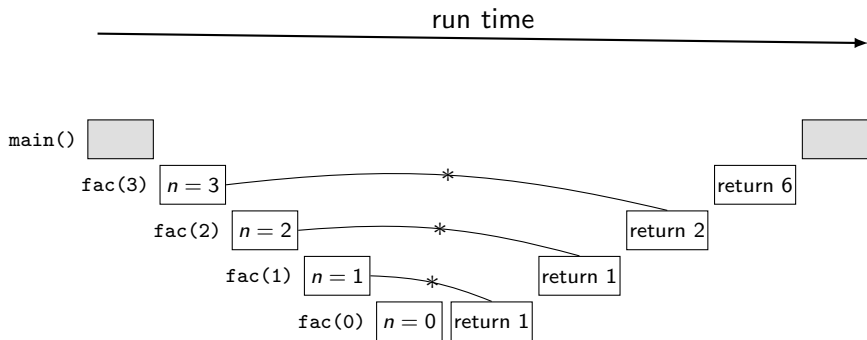 run time
main()
fac(3) n = 3 * return 6
fac(2) n = 2 * return 2
fac(1) n = 1 * return 1
fac(0) n = 0 return 1